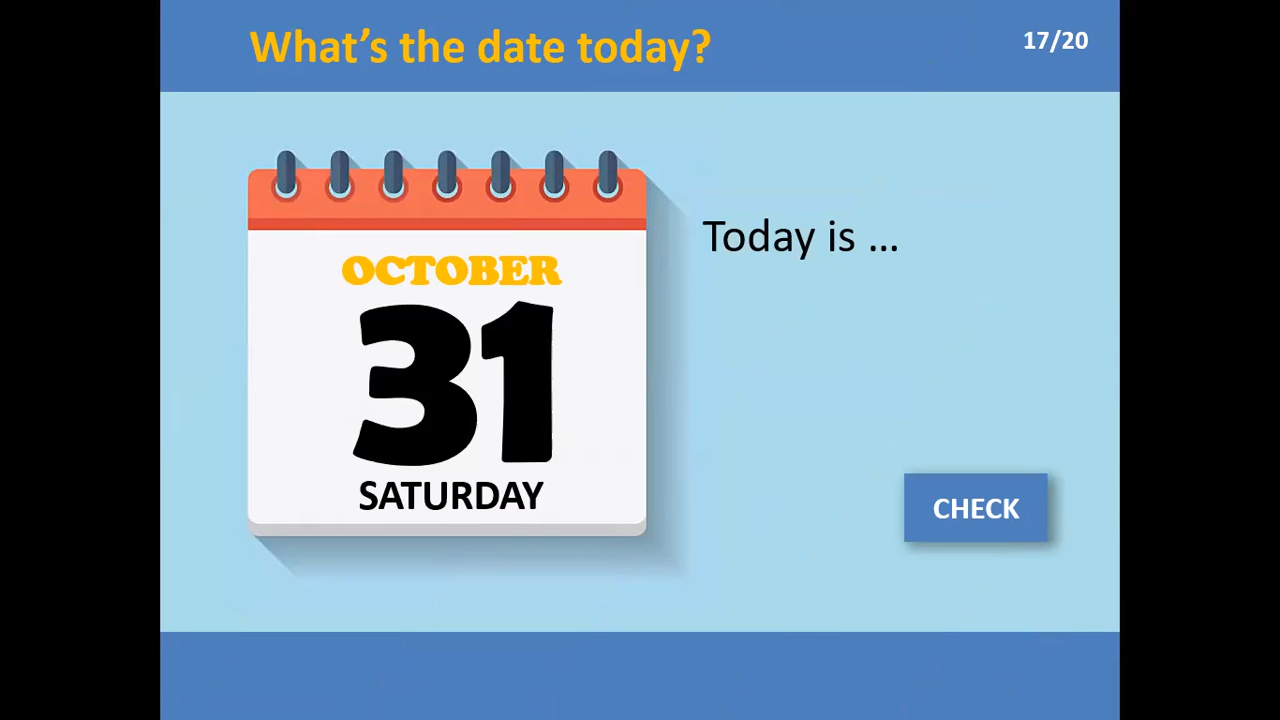 What's the date today?
17/20
OCTOBER
31
SATURDAY
Today is ...
CHECK